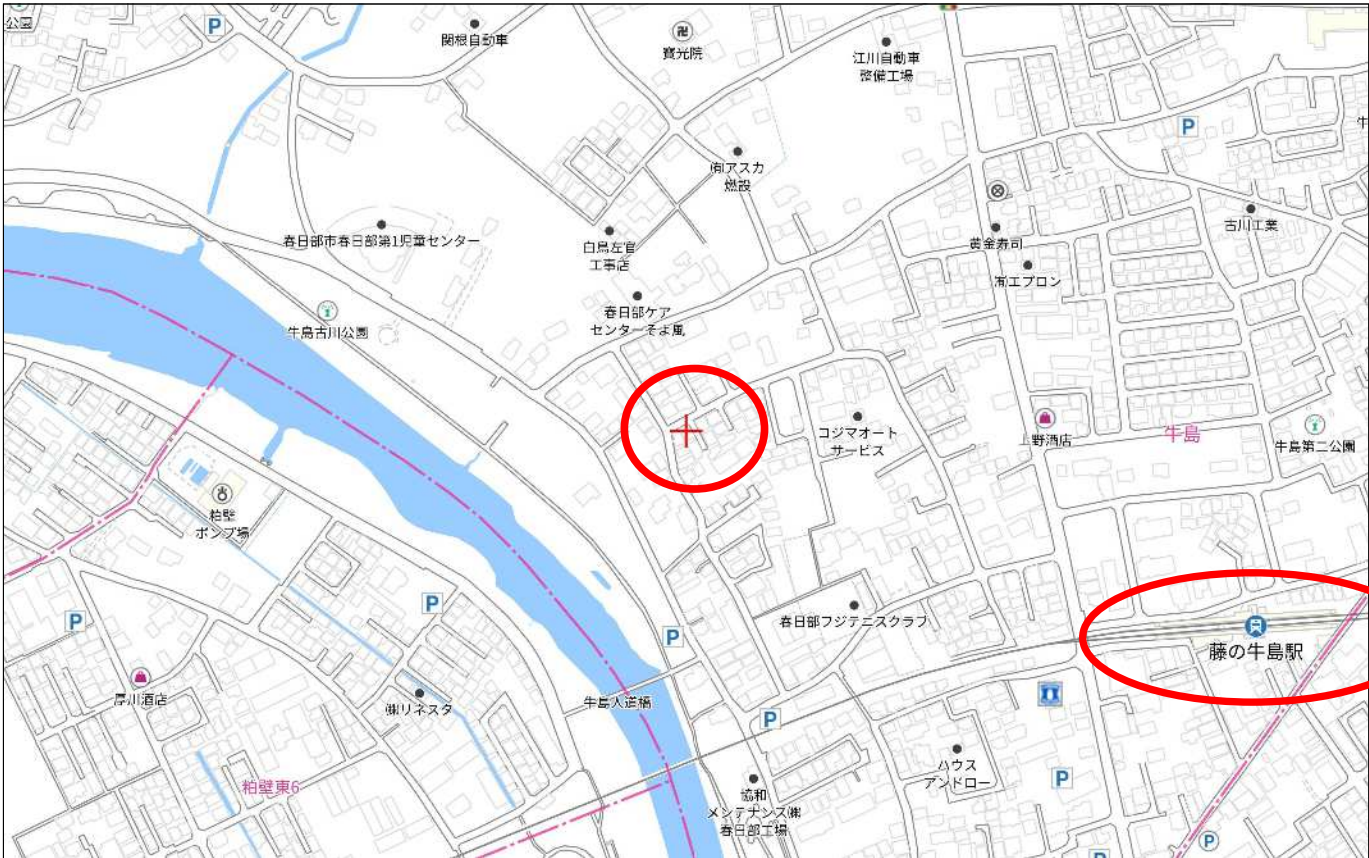 公園
P
関根自動車
寶光院
江川自動車
整備工場
P
牛
㈲アスカ
燃設
春日部市春日部第1児童センター
白鳥左官
工事店
黄金寿司
古川工業
㈲エプロン
春日部ケア
センターそよ風
牛島古川公園
コジマオート
サービス
上野酒店
牛島
牛島第二公園
粕壁
ポンプ場
P
P
春日部フジテニスクラブ
藤の牛島駅
厚川酒店
㈱リネスタ
牛島人道橋
P
粕壁東6
ハウス
アンドロー
P
協和
メンテナンス㈱
春日部工場
P
P